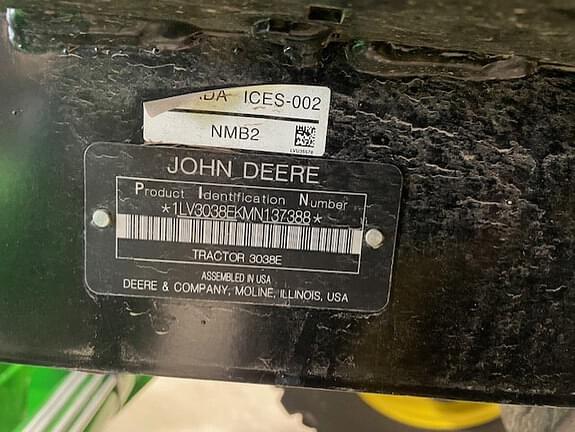 ICES-002
NMB2
JOHN DEERE
Product Identification Number
*1LV3038EKMN137388*
TRACTOR 3038E
ASSEMBLED IN USA
DEERE & COMPANY, MOLINE, ILLINOIS, USA